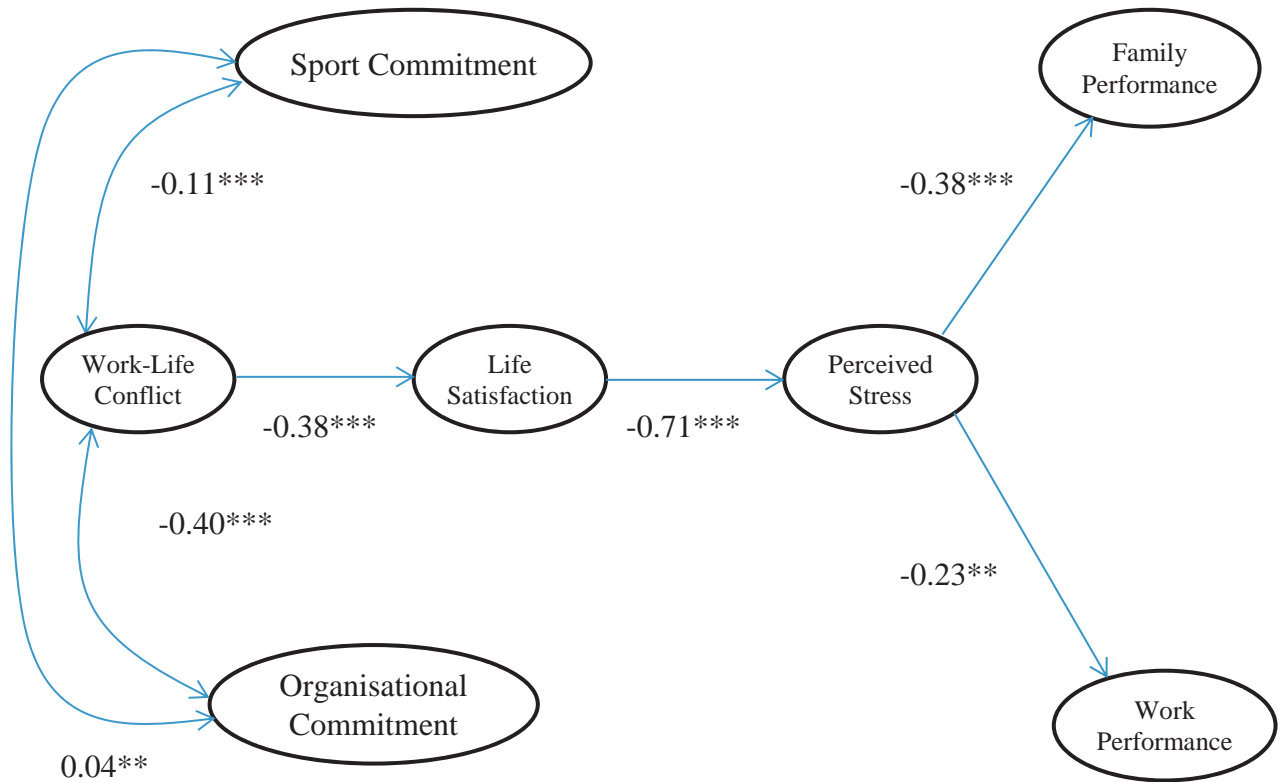 Sport Commitment
Family
Performance
-0.11***
-0.38***
Work-Life
Conflict
Life
Satisfaction
Perceived
Stress
-0.38***
-0.71***
-0.40***
-0.23**
Organisational
Commitment
Work
Performance
0.04**